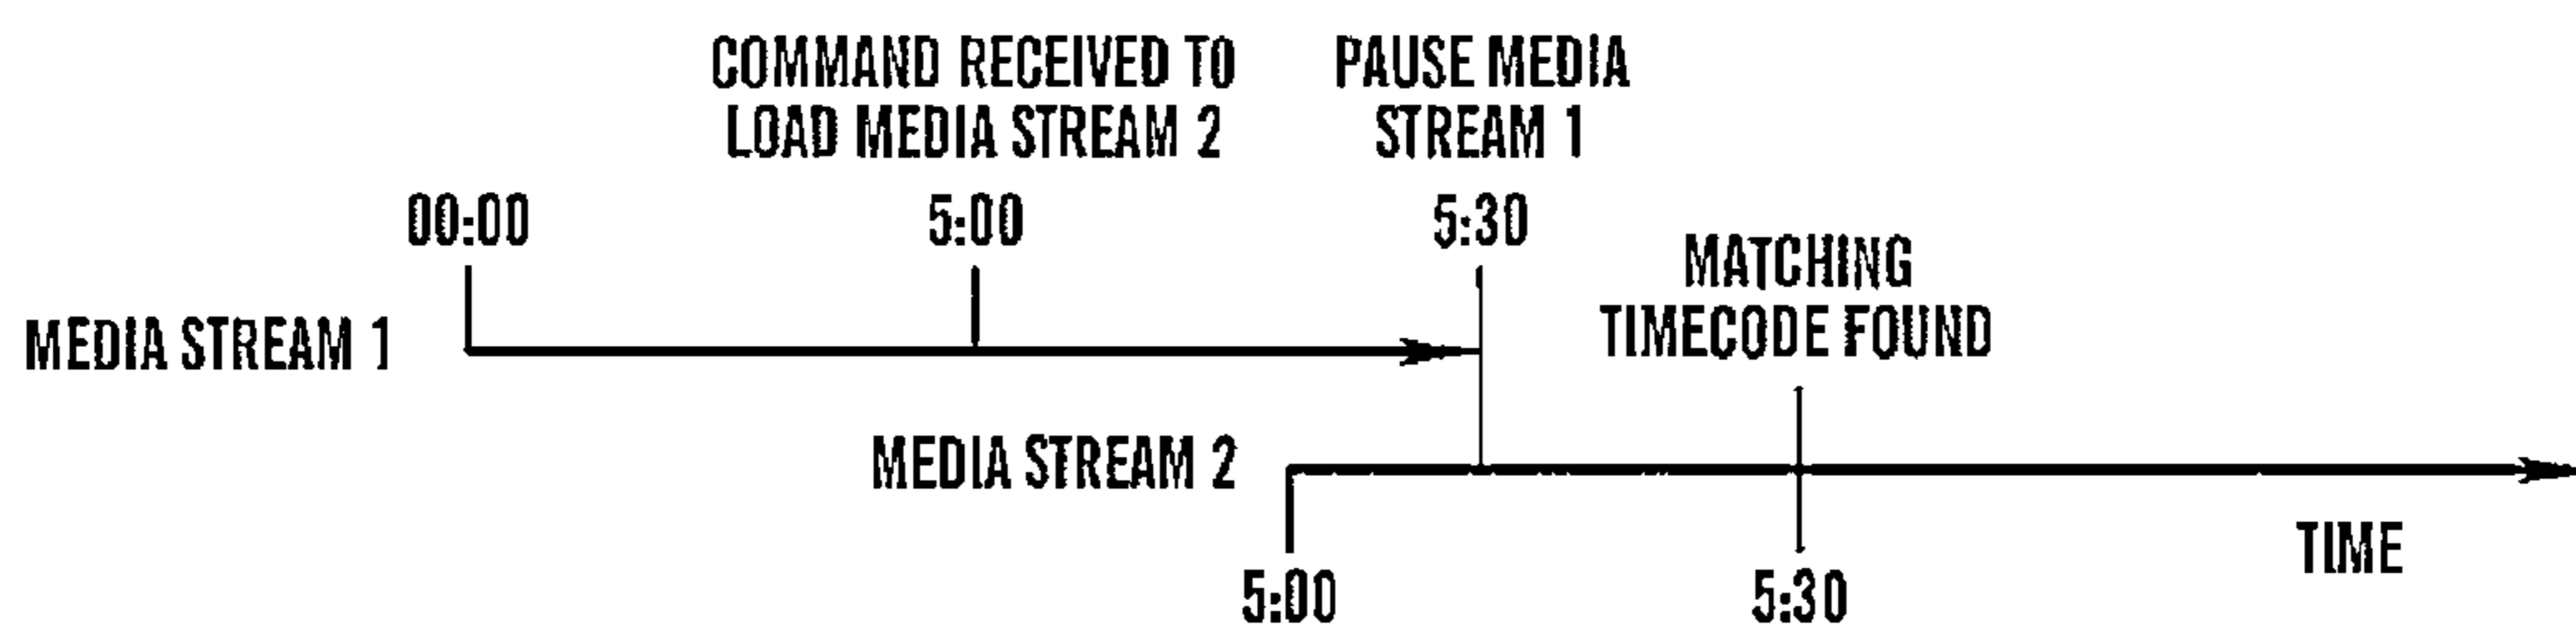 COMMAND RECEIVED TO
LOAD MEDIA STREAM 2
PAUSE MEDIA
STREAM 1
00:00
5:00
5:30
MATCHING
TIMECODE FOUND
MEDIA STREAM 1
MEDIA STREAM 2
TIME
5:00
5:30